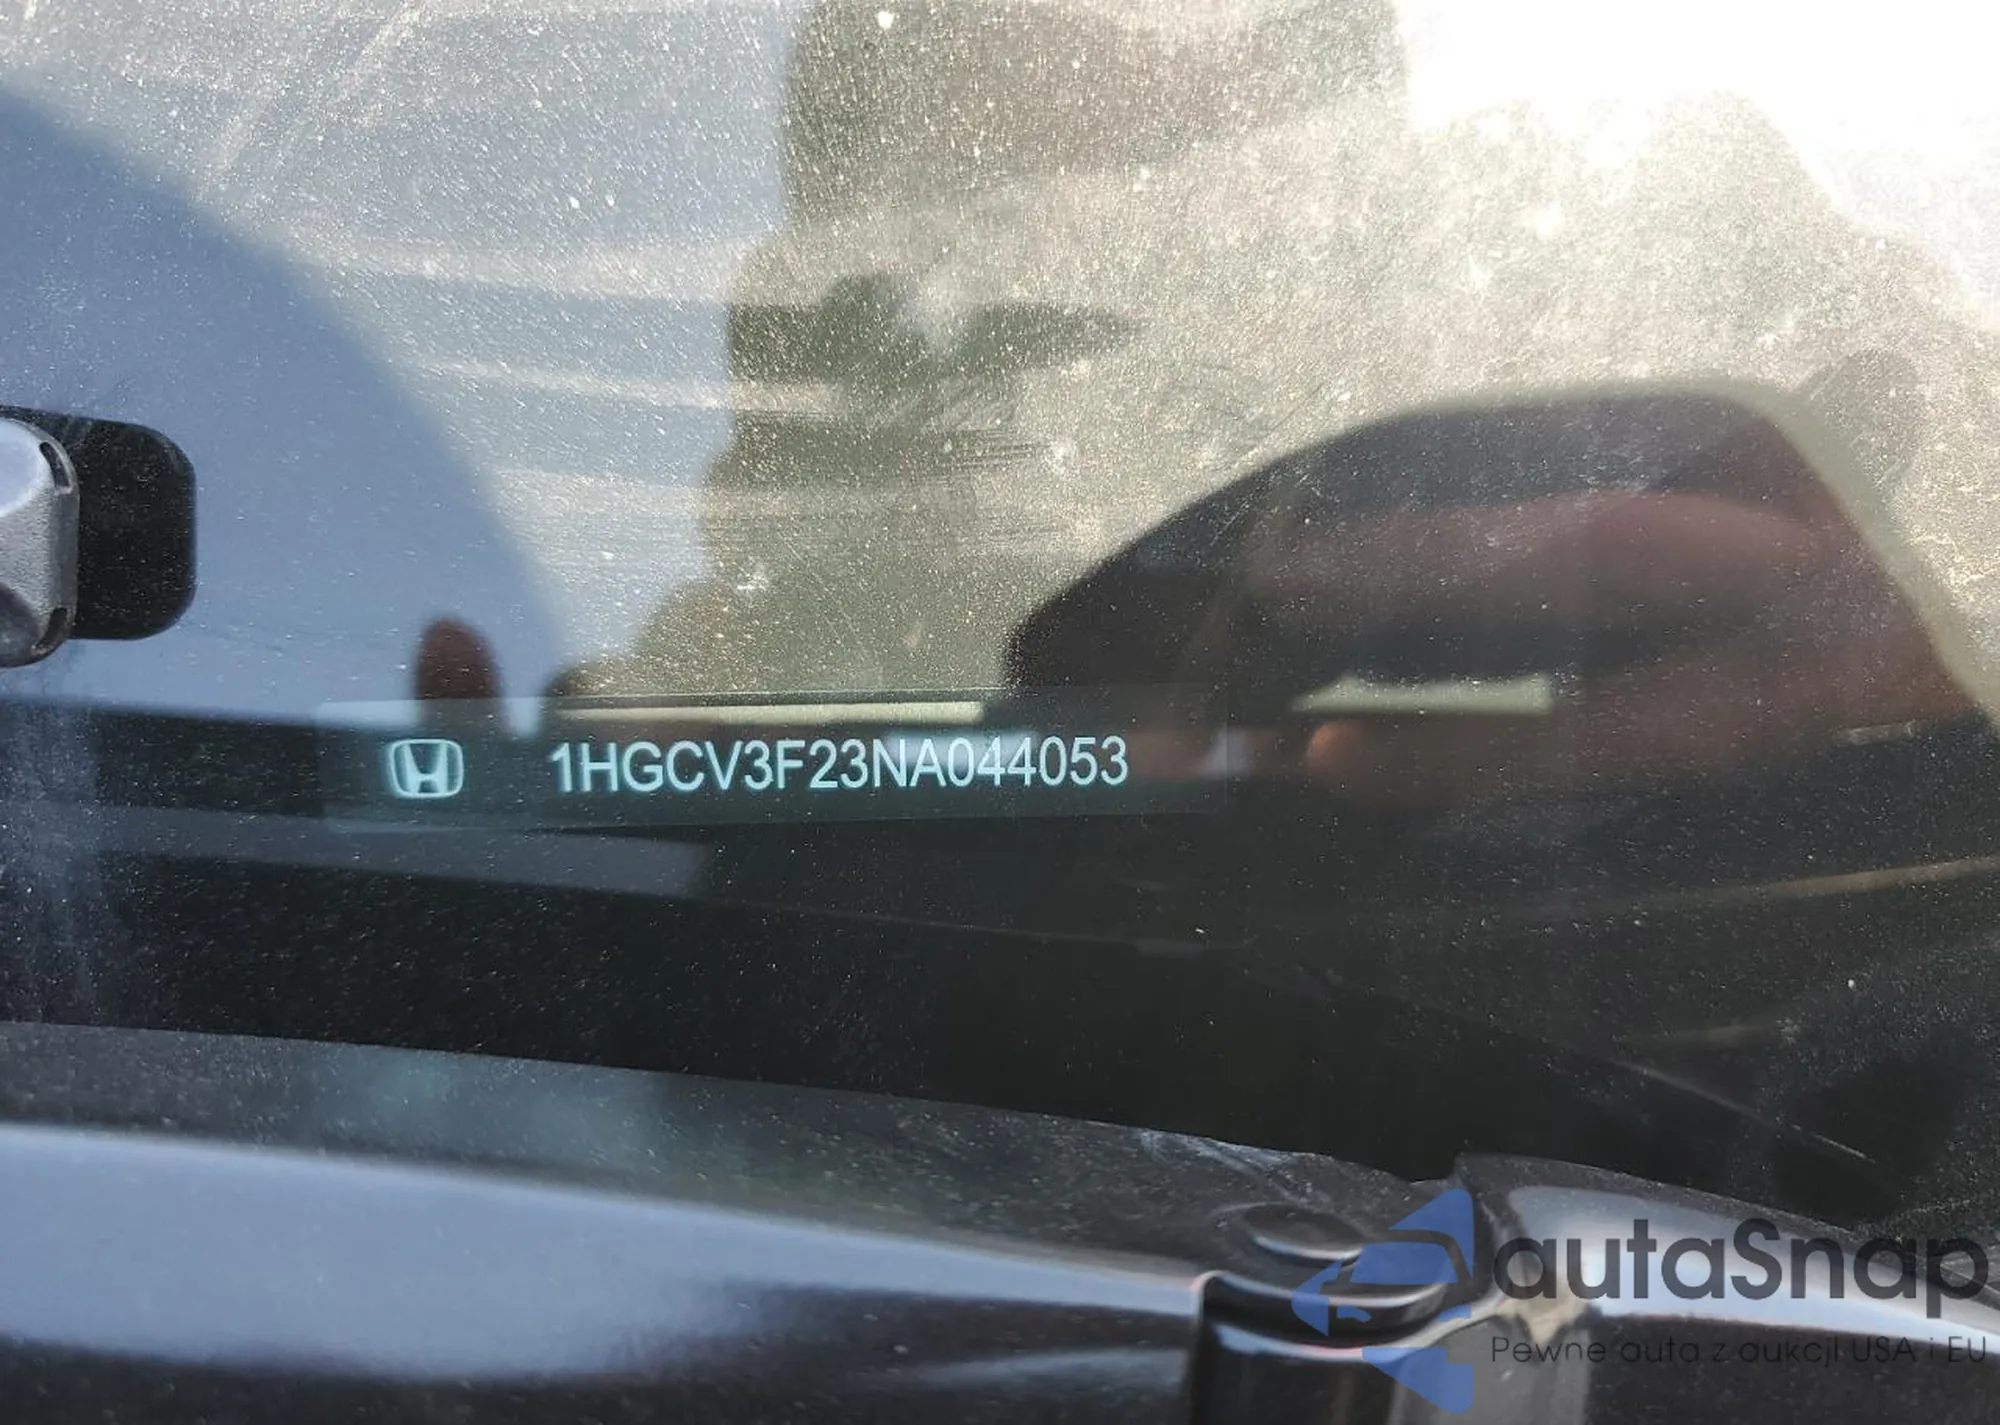 1HGCV3F23NA044053
autaSnap
Pewne auta z aukcji USA i EU